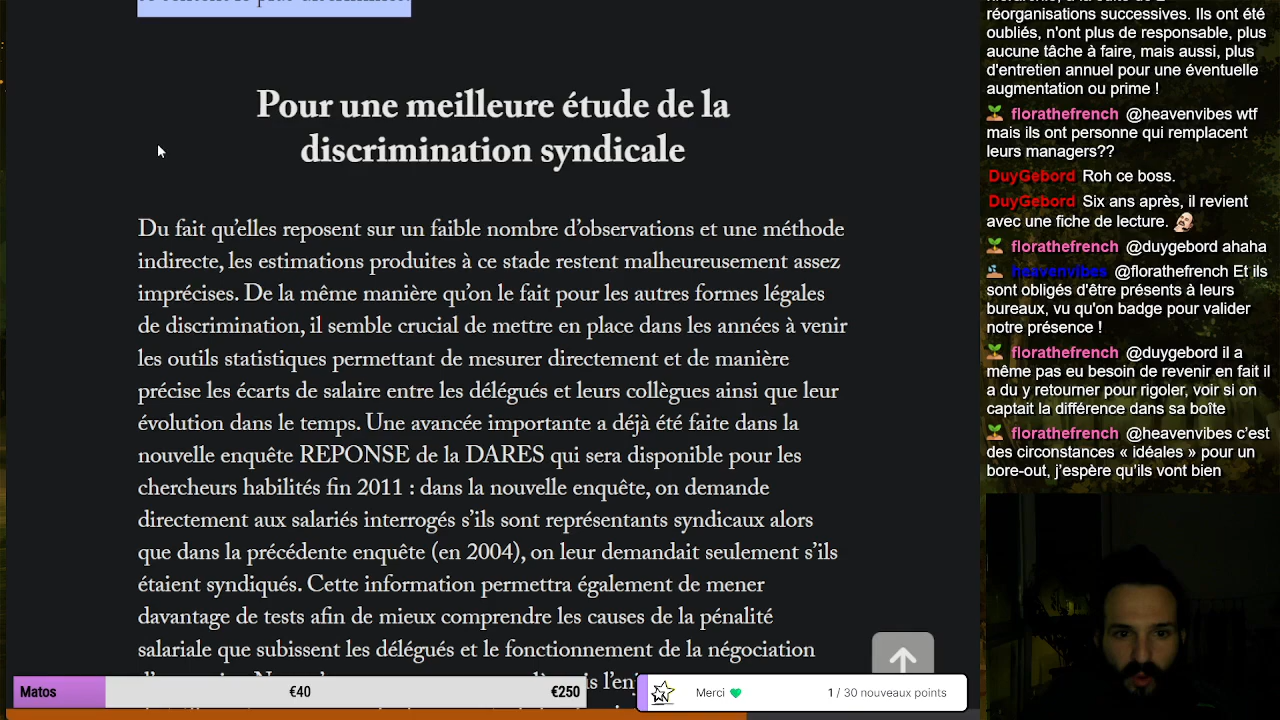 Pour une meilleure étude de la
discrimination syndicale
Du fait qu’elles reposent sur un faible nombre d’observations et une méthode
indirecte, les estimations produites à ce stade restent malheureusement assez
imprécises. De la même manière qu’on le fait pour les autres formes légales
de discrimination, il semble crucial de mettre en place dans les années à venir
les outils statistiques permettant de mesurer directement et de manière
précise les écarts de salaire entre les délégués et leurs collègues ainsi que leur
évolution dans le temps. Une avancée importante a déjà été faite dans la
nouvelle enquête REPONSE de la DARES qui sera disponible pour les
chercheurs habilités fin 2011 : dans la nouvelle enquête, on demande
directement aux salariés interrogés s’ils sont représentants syndicaux alors
que dans la précédente enquête (en 2004), on leur demandait seulement s’ils
étaient syndiqués. Cette information permettra également de mener
davantage de tests afin de mieux comprendre les causes de la pénalité
salariale que subissent les délégués et le fonctionnement de la négociation
réorganisations successives. Ils ont été
oubliés, n'ont plus de responsable, plus
aucune tâche à faire, mais aussi, plus
d'entretien annuel pour une éventuelle
augmentation ou prime !
florathefrench @heavenvibes wtf
mais ils ont personne qui remplacent
leurs managers??
DuyGebord Roh ce boss.
DuyGebord Six ans après, il revient
avec une fiche de lecture.
florathefrench @duygebord ahaha
heavenvibes @florathefrench Et ils
sont obligés d'être présents à leurs
bureaux, vu qu'on badge pour valider
notre présence !
florathefrench @duygebord il a
même pas eu besoin de revenir en fait il
a du y retourner pour rigoler, voir si on
captait la différence dans sa boîte
florathefrench @heavenvibes c’est
des circonstances « idéales » pour un
bore-out, j’espère qu’ils vont bien
Matos €40 €250
Merci 1 / 30 nouveaux points